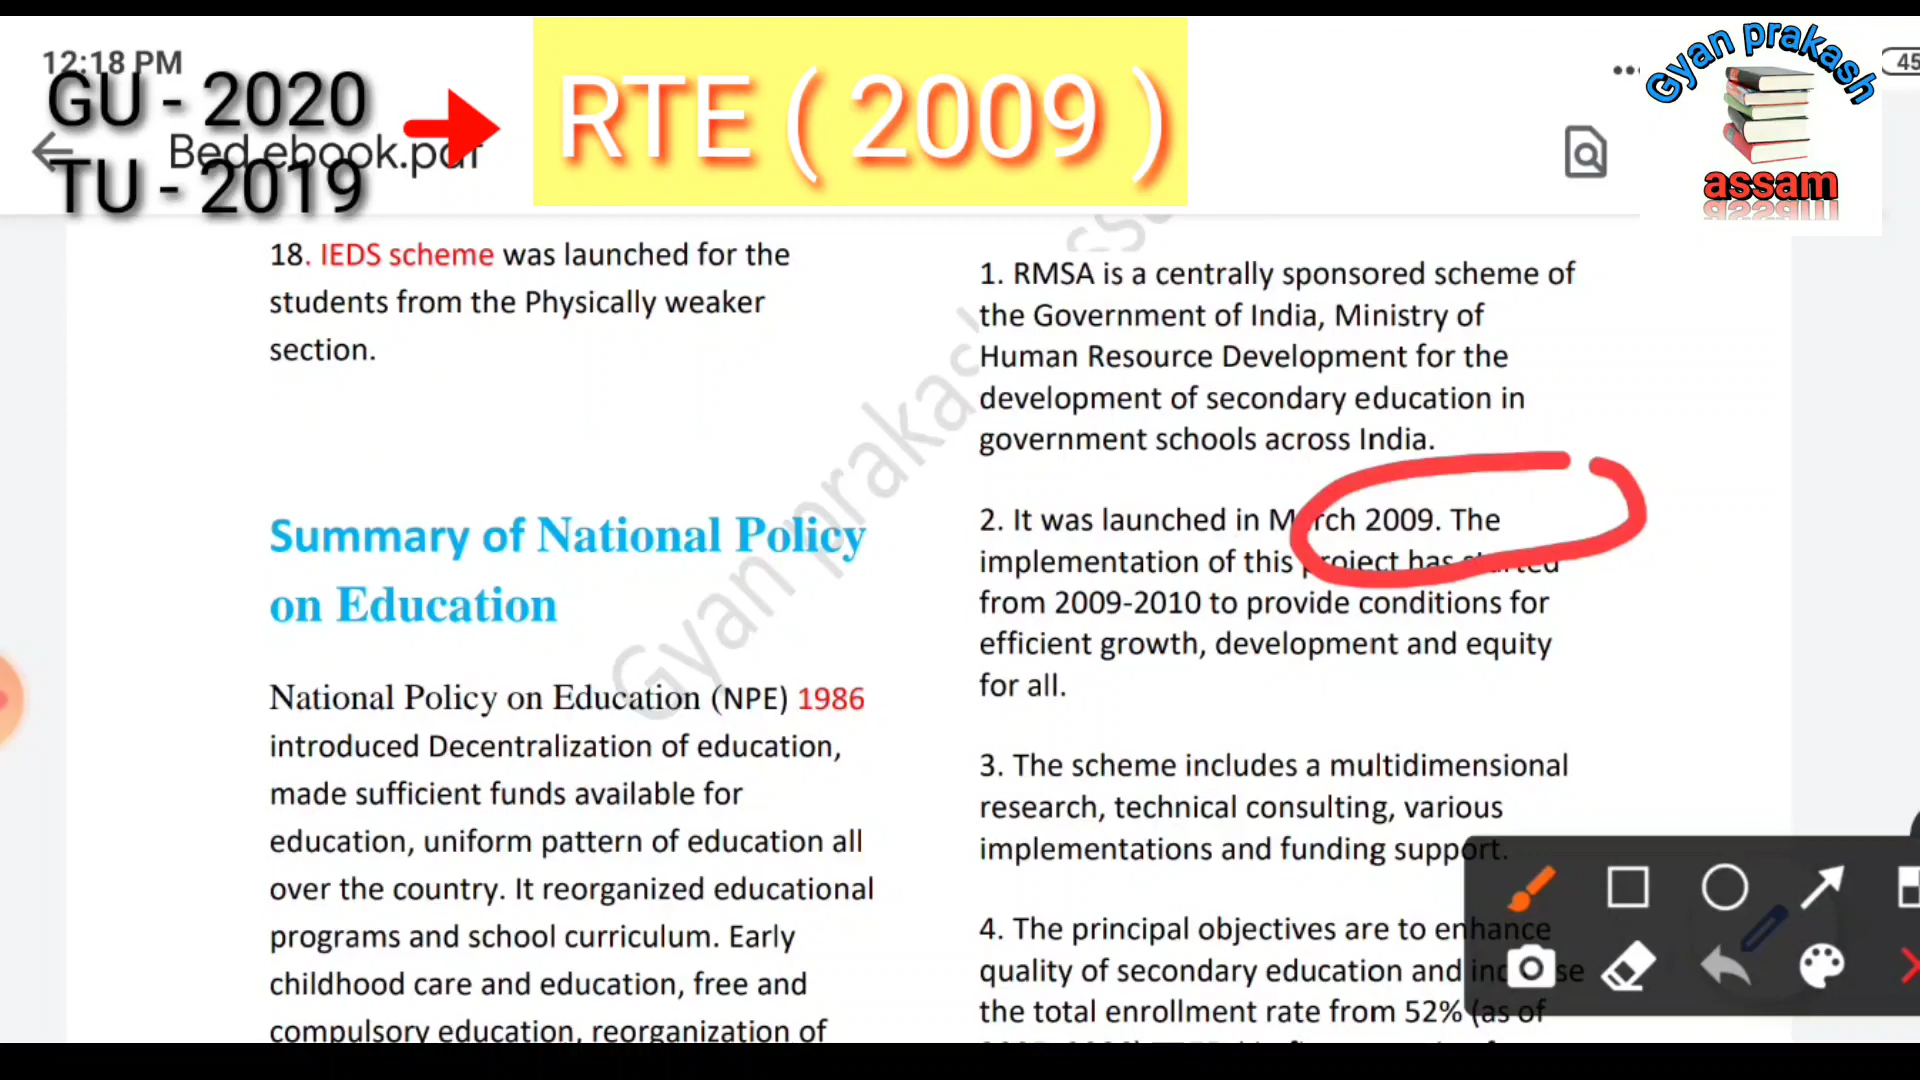 12:18 PM
GU - 2020
TU - 2019
Bed ebook.pdf
RTE ( 2009 )
45
Gyan prakash
assam
18. IEDS scheme was launched for the
students from the Physically weaker
section.
Summary of National Policy
on Education
National Policy on Education (NPE) 1986
introduced Decentralization of education,
made sufficient funds available for
education, uniform pattern of education all
over the country. It reorganized educational
programs and school curriculum. Early
childhood care and education, free and
compulsory education, reorganization of
1. RMSA is a centrally sponsored scheme of
the Government of India, Ministry of
Human Resource Development for the
development of secondary education in
government schools across India.
2. It was launched in March 2009. The
implementation of this project has started
from 2009-2010 to provide conditions for
efficient growth, development and equity
for all.
3. The scheme includes a multidimensional
research, technical consulting, various
implementations and funding support.
4. The principal objectives are to enhance
quality of secondary education and increase
the total enrollment rate from 52% (as of
Gyan prakash